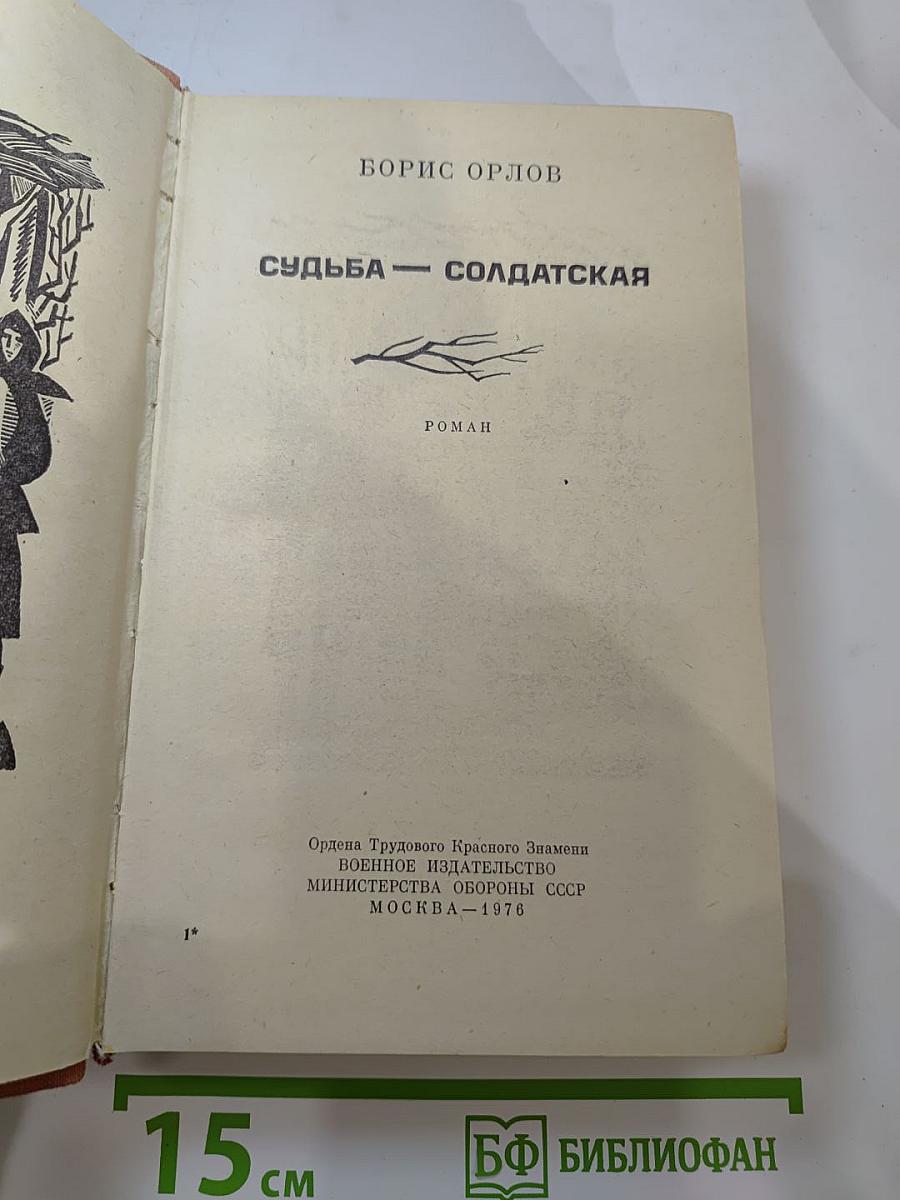 БОРИС ОРЛОВ
СУДЬБА — СОЛДАТСКАЯ
РОМАН
Ордена Трудового Красного Знамени
ВОЕННОЕ ИЗДАТЕЛЬСТВО
МИНИСТЕРСТВА ОБОРОНЫ СССР
МОСКВА — 1976
1*
15 см
БФ БИБЛИОФАН